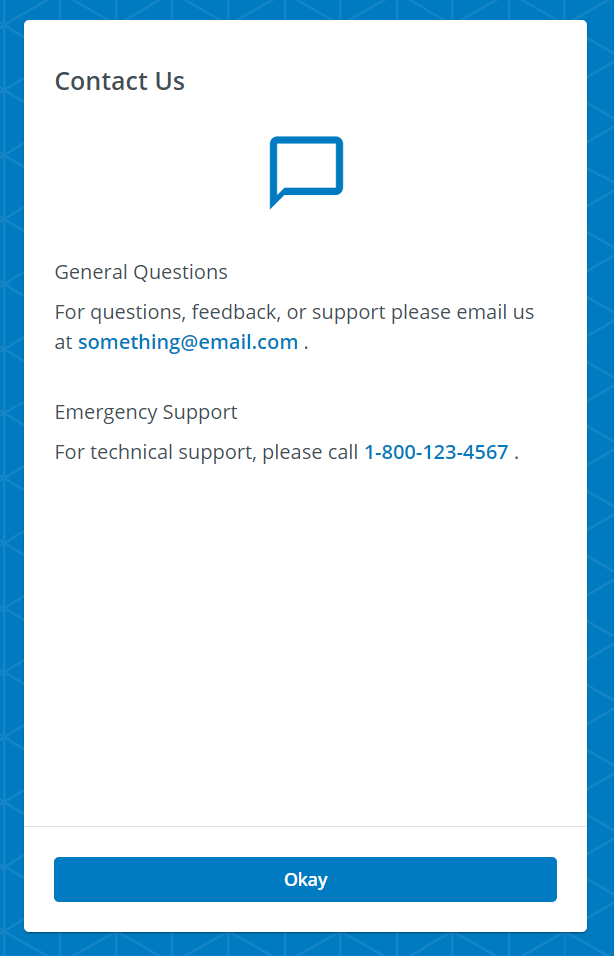 Contact Us
General Questions
For questions, feedback, or support please email us
at something@email.com .
Emergency Support
For technical support, please call 1-800-123-4567 .
Okay